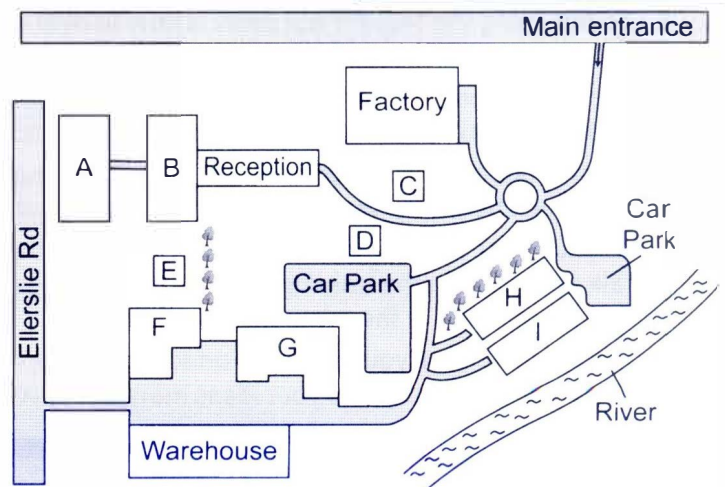 Main entrance
Factory
A
B
Reception
C
Car
Park
D
E
Car Park
H
Ellerslie Rd
F
G
I
River
Warehouse